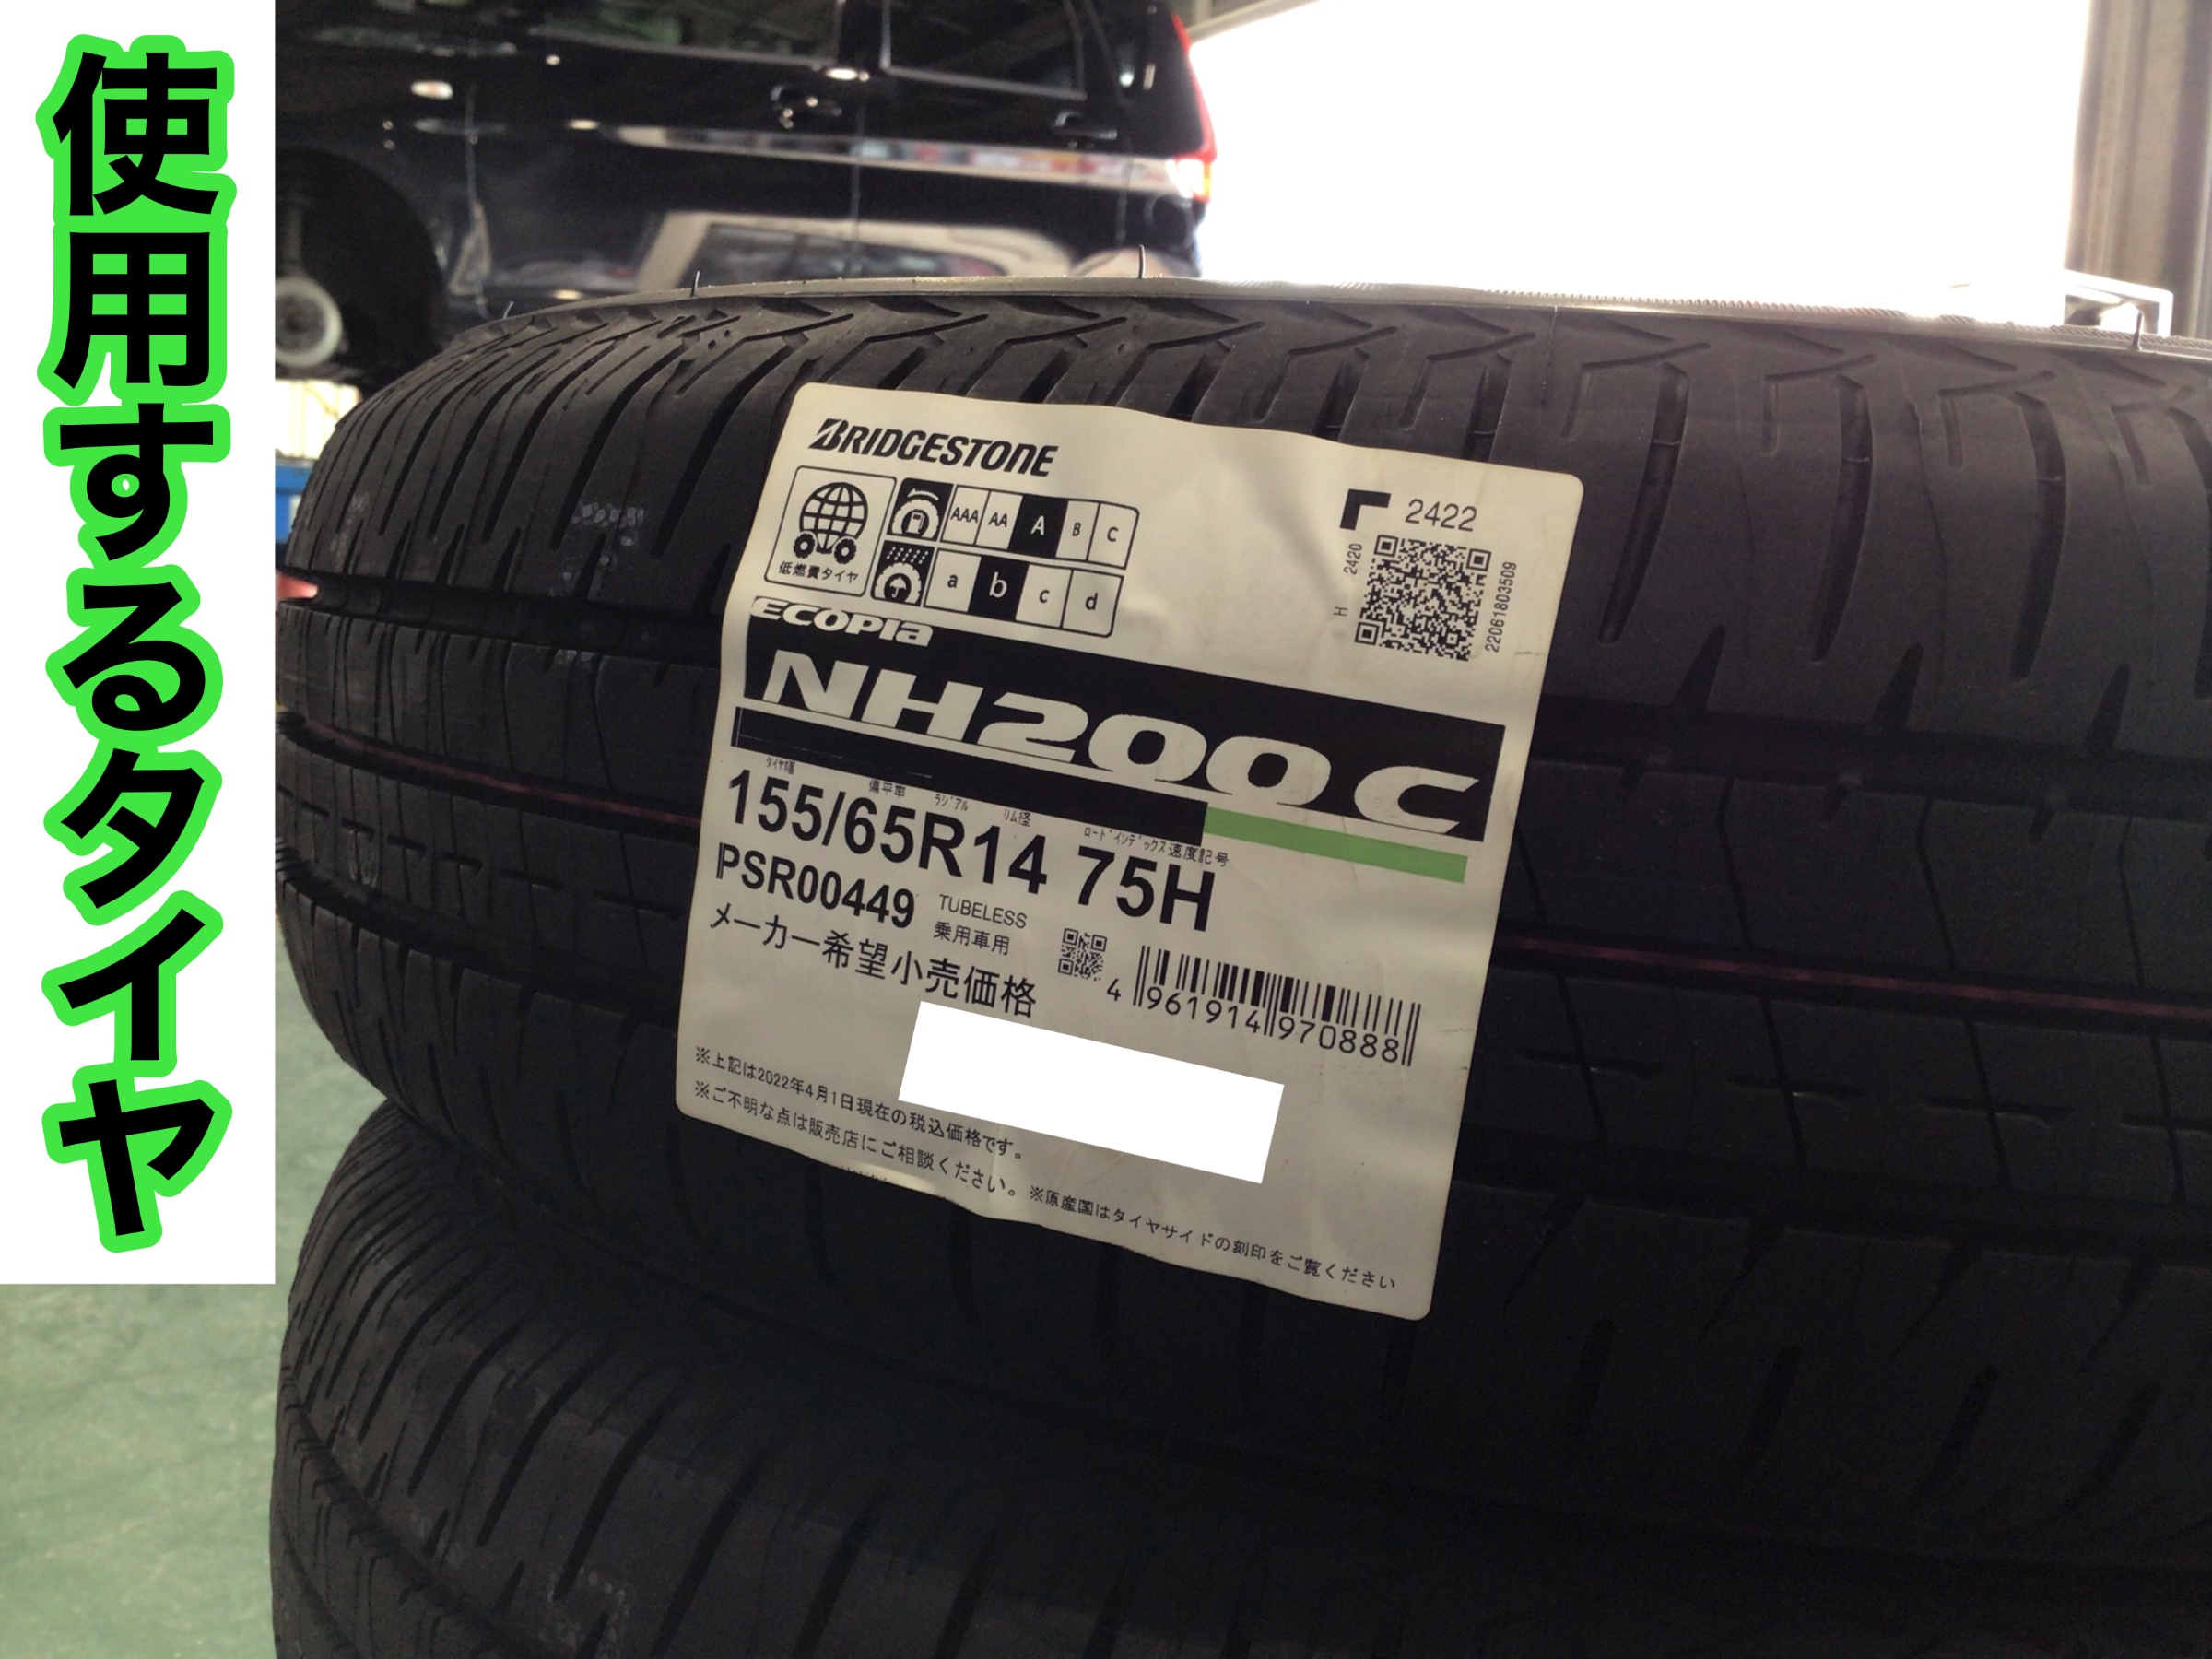 使用するタイヤ
BRIDGESTONE
低燃費タイヤ
AAA AA A B C
a b c d
2422
2420
H
22061803509
ECOPIA
NH200 C
タイヤ幅 偏平率 ラジアル リム径 ロードインデックス 速度記号
155/65R14 75H
PSR00449 TUBELESS
乗用車用
メーカー希望小売価格
4 961914 970888
※上記は2022年4月1日現在の税込価格です。
※ご不明な点は販売店にご相談ください。 ※原産国はタイヤサイドの刻印をご覧ください